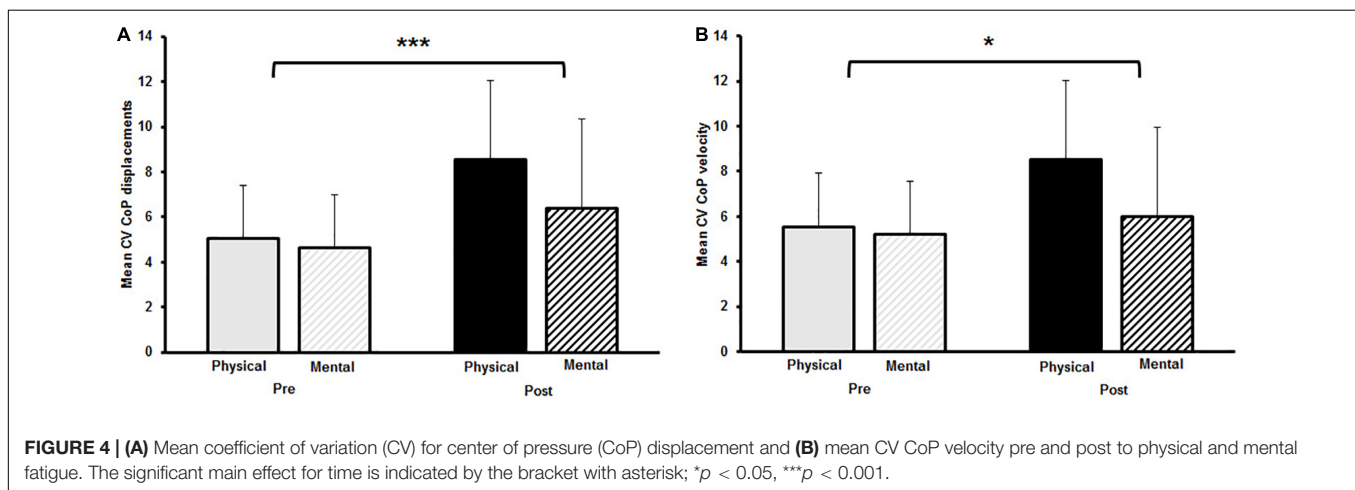 A
14
12
10
8
6
4
2
0
Mean CV CoP displacements
***
Physical Mental Physical Mental
Pre Post
B
14
12
10
8
6
4
2
0
Mean CV CoP velocity
*
Physical Mental Physical Mental
Pre Post
FIGURE 4 | (A) Mean coefficient of variation (CV) for center of pressure (CoP) displacement and (B) mean CV CoP velocity pre and post to physical and mental
fatigue. The significant main effect for time is indicated by the bracket with asterisk; *p < 0.05, ***p < 0.001.